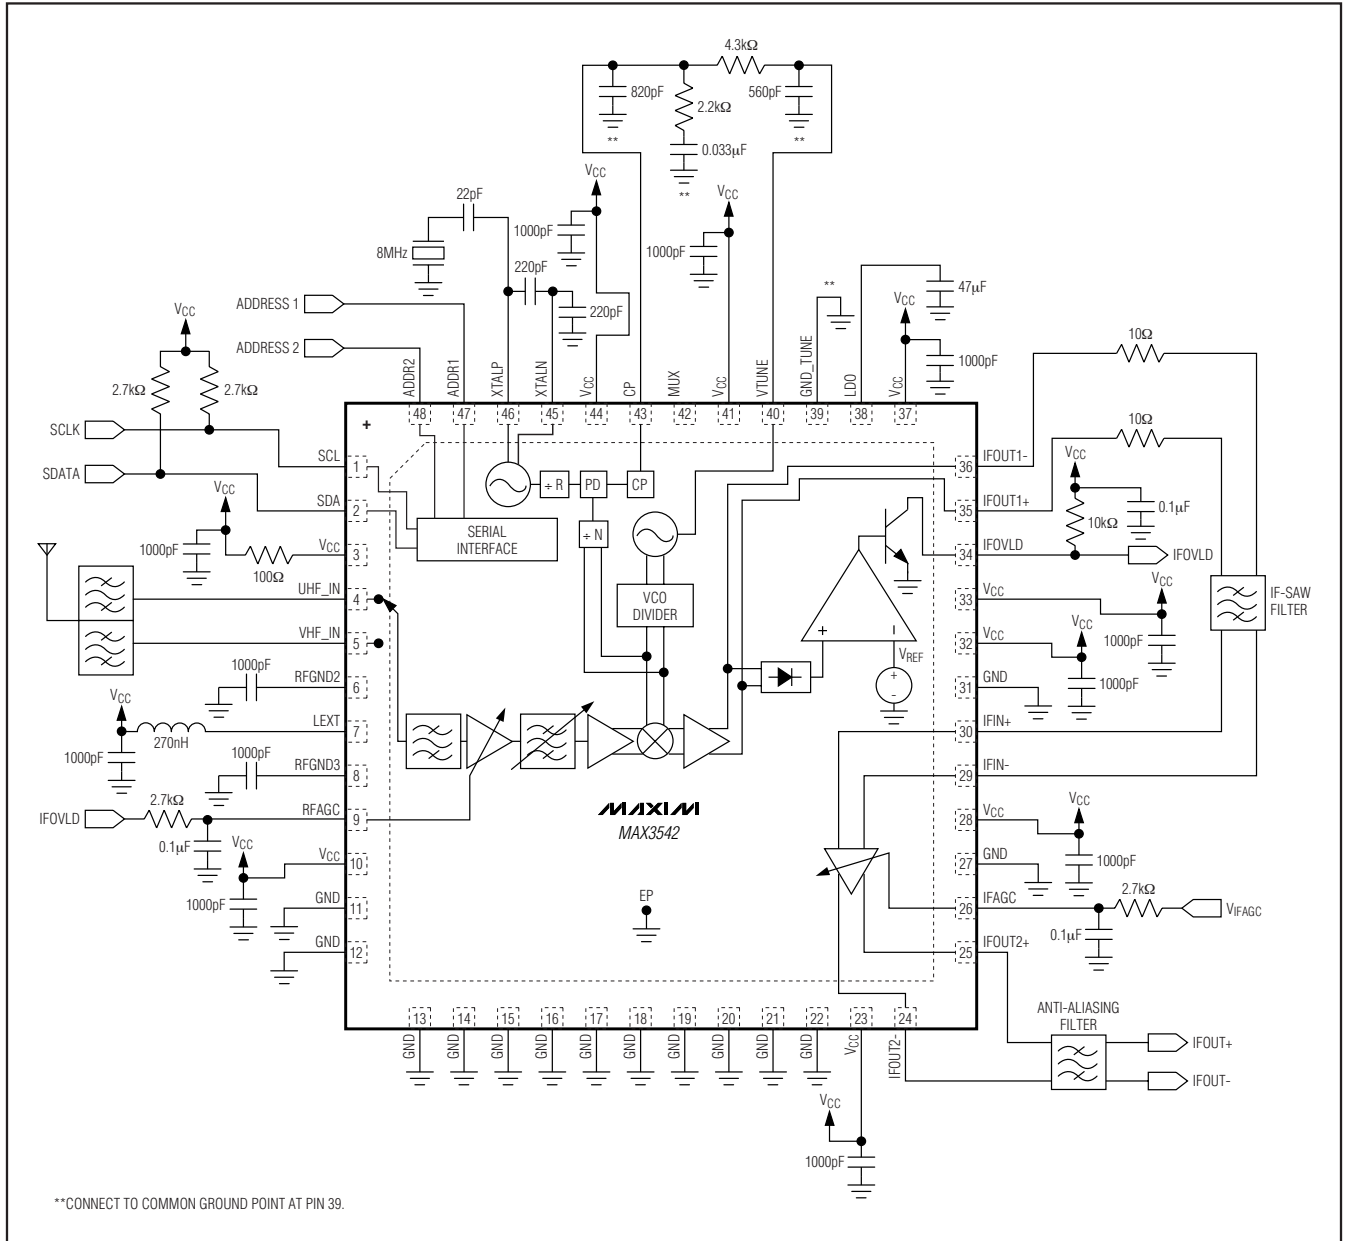 4.3kΩ
820pF
560pF
2.2kΩ
**
**
0.033µF
**
VCC
VCC
22pF
1000pF
1000pF
8MHz
220pF
220pF
**
47µF
VCC
1000pF
10Ω
10Ω
ADDRESS 1
ADDRESS 2
VCC
2.7kΩ
2.7kΩ
SCLK
SDATA
ADDR2
ADDR1
XTALP
XTALN
VCC
CP
MUX
VCC
VTUNE
GND_TUNE
LDO
VCC
48
47
46
45
44
43
42
41
40
39
38
37
+
SCL
1
SDA
2
VCC
3
UHF_IN
4
VHF_IN
5
RFGND2
6
LEXT
7
RFGND3
8
RFAGC
9
VCC
10
GND
11
GND
12
VCC
1000pF
100Ω
1000pF
VCC
270nH
1000pF
1000pF
IFOVLD
2.7kΩ
0.1µF
VCC
1000pF
÷ R
PD
CP
÷ N
SERIAL
INTERFACE
VCO
DIVIDER
+
−
VREF
+
-
MAXIM
MAX3542
EP
IFOUT1-
36
IFOUT1+
35
IFOVLD
34
VCC
33
VCC
32
GND
31
IFIN+
30
IFIN-
29
VCC
28
GND
27
IFAGC
26
IFOUT2+
25
VCC
0.1µF
10kΩ
IFOVLD
VCC
1000pF
VCC
1000pF
IF-SAW
FILTER
VCC
1000pF
2.7kΩ
VIFAGC
0.1µF
13
14
15
16
17
18
19
20
21
22
23
24
GND
GND
GND
GND
GND
GND
GND
GND
GND
GND
VCC
IFOUT2-
ANTI-ALIASING
FILTER
IFOUT+
IFOUT-
VCC
1000pF
**CONNECT TO COMMON GROUND POINT AT PIN 39.